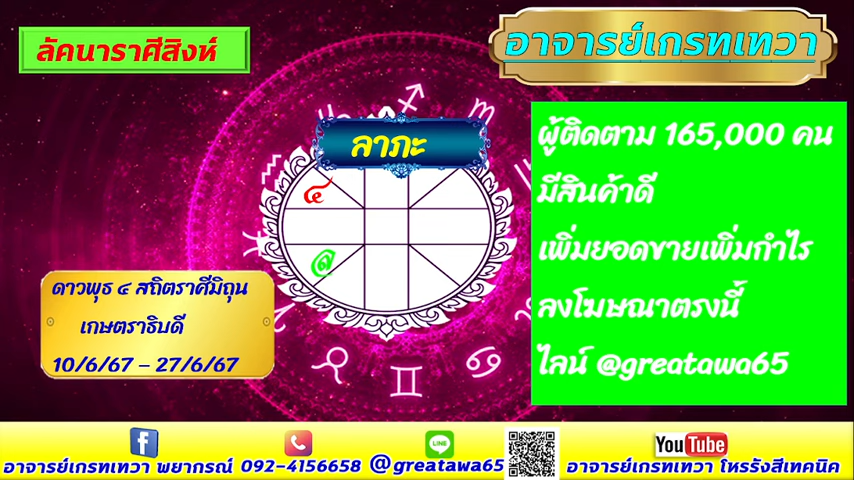 ลัคนาราศีสิงห์
อาจารย์เกรทเทวา
ลาภะ
๔
ผู้ติดตาม 165,000 คน
มีสินค้าดี
เพิ่มยอดขายเพิ่มกำไร
ลงโฆษณาตรงนี้
ไลน์ @greatawa65
ดาวพุธ ๔ สถิตราศีมิถุน
เกษตราธิบดี
10/6/67 – 27/6/67
f
LINE
YouTube
อาจารย์เกรทเทวา พยากรณ์ 092-4156658 @greatawa65 อาจารย์เกรทเทวา โหรรังสีเทคนิค